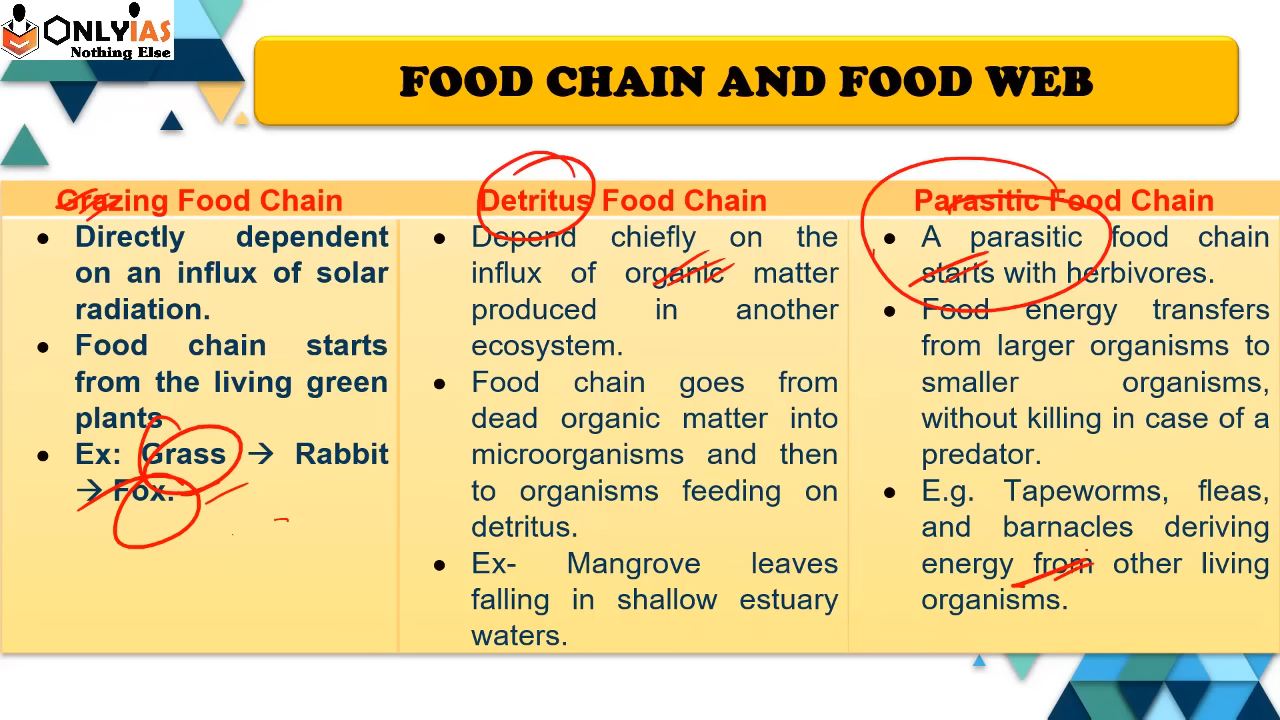 ONLYIAS
Nothing Else
FOOD CHAIN AND FOOD WEB
Grazing Food Chain
● Directly dependent
on an influx of solar
radiation.
● Food chain starts
from the living green
plants
● Ex: Grass → Rabbit
→ Fox.
Detritus Food Chain
● Depend chiefly on the
influx of organic matter
produced in another
ecosystem.
● Food chain goes from
dead organic matter into
microorganisms and then
to organisms feeding on
detritus.
● Ex- Mangrove leaves
falling in shallow estuary
waters.
Parasitic Food Chain
● A parasitic food chain
starts with herbivores.
● Food energy transfers
from larger organisms to
smaller organisms,
without killing in case of a
predator.
● E.g. Tapeworms, fleas,
and barnacles deriving
energy from other living
organisms.